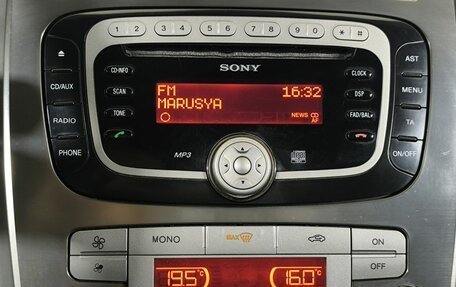 1 2 3 4 5 6 7 8 9 0 * #
CD-INFO SONY CLOCK AST
CD/AUX SCAN FM 16:32 DSP MENU
MARUSYA
RADIO TONE NEWS CD FAD/BAL TA
AF
PHONE MP3 ON/OFF
MONO MAX ON
19.5°C 16.0°C OFF